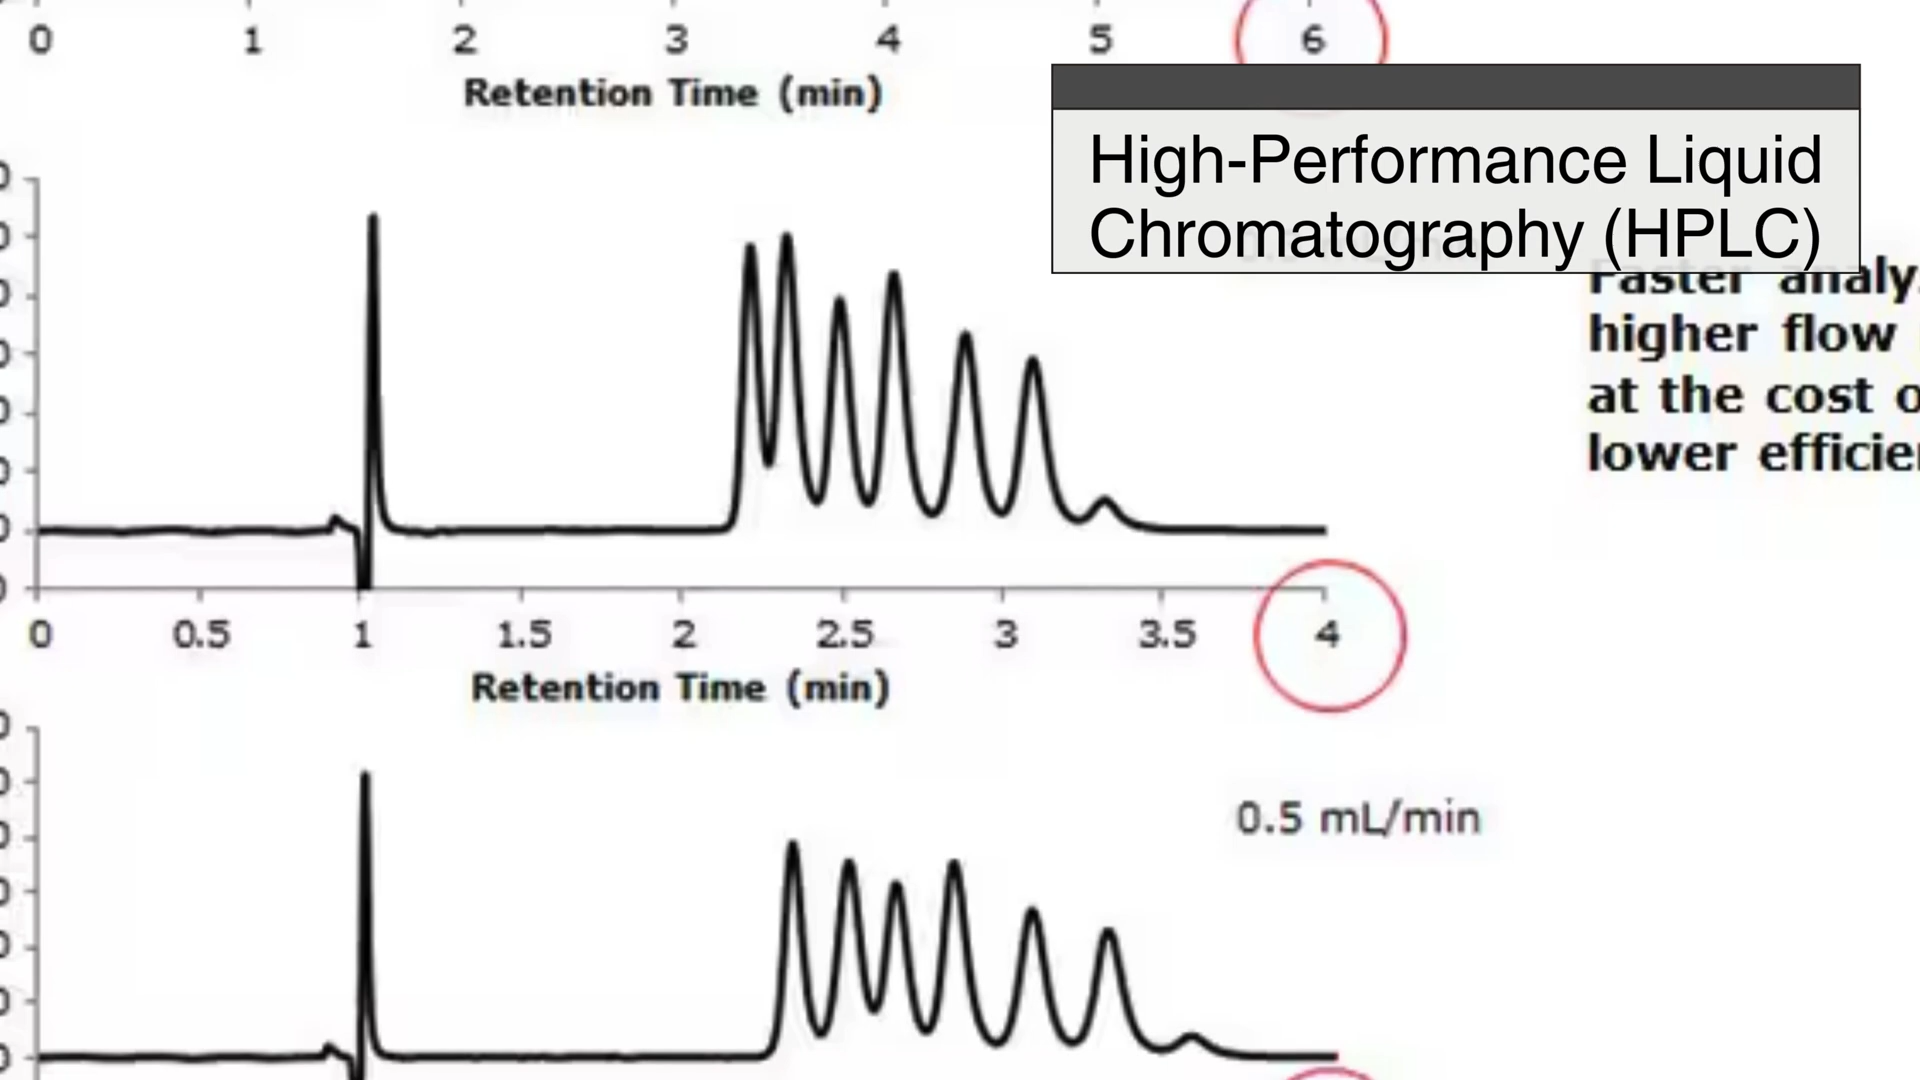 0 1 2 3 4 5 6
Retention Time (min)
High-Performance Liquid
Chromatography (HPLC)
Faster
higher flow
at the cost
lower
0 0.5 1 1.5 2 2.5 3 3.5 4
Retention Time (min)
0.5 mL/min